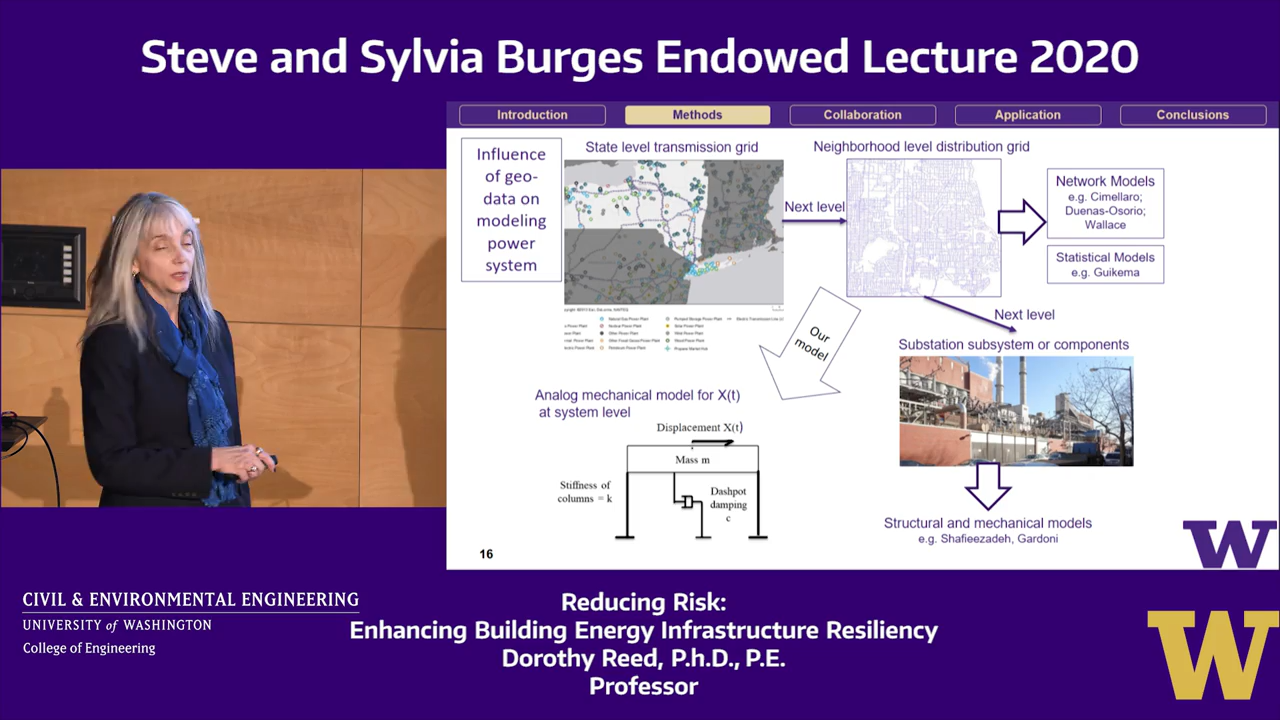 Steve and Sylvia Burges Endowed Lecture 2020
Introduction
Methods
Collaboration
Application
Conclusions
Influence
of geo-
data on
modeling
power
system
State level transmission grid
Next level
Neighborhood level distribution grid
Network Models
e.g. Cimellaro;
Duenas-Osorio;
Wallace
Statistical Models
e.g. Guikema
Next level
Our
model
Substation subsystem or components
Analog mechanical model for X(t)
at system level
Displacement X(t)
Mass m
Stiffness of
columns = k
Dashpot
damping
c
Structural and mechanical models
e.g. Shafieezadeh, Gardoni
16
W
CIVIL & ENVIRONMENTAL ENGINEERING
UNIVERSITY of WASHINGTON
College of Engineering
Reducing Risk:
Enhancing Building Energy Infrastructure Resiliency
Dorothy Reed, P.h.D., P.E.
Professor
W